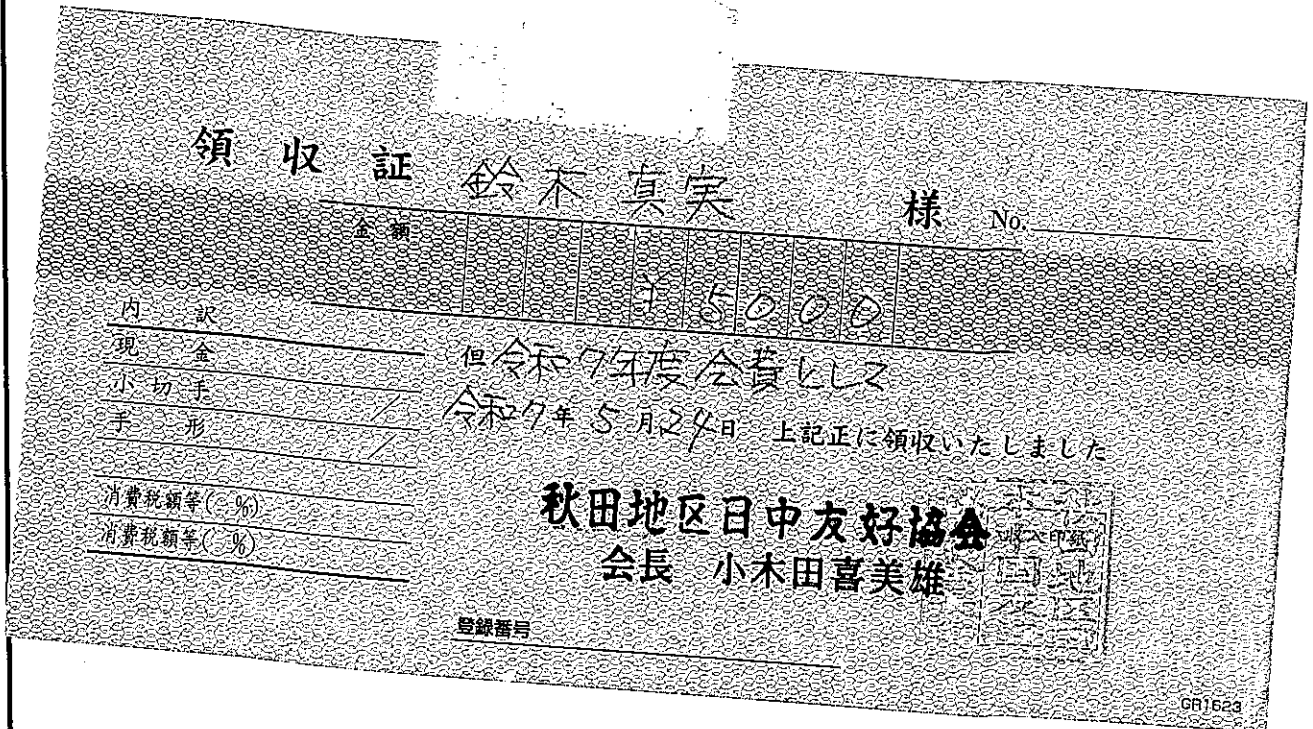 領収証 鈴木 真実 様 No.
金額 ¥5000
内訳
現金
小切手 /
手形 /
消費税額等( %)
消費税額等( %)
但 令和7年度会費として
令和7年5月24日 上記正に領収いたしました
秋田地区日中友好協会
会長 小木田喜美雄
収入印紙
登録番号
GR1623